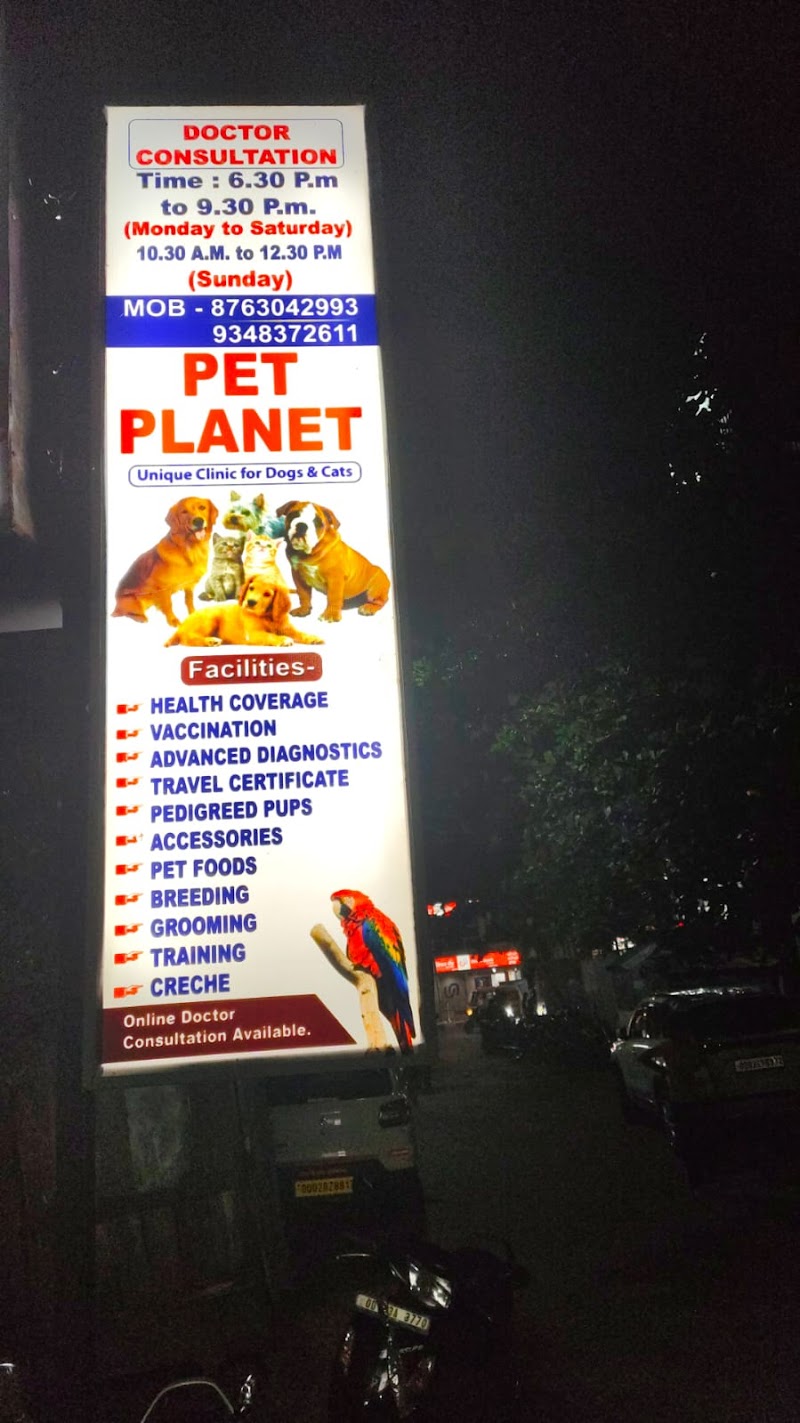 DOCTOR
CONSULTATION
Time : 6.30 P.m
to 9.30 P.m.
(Monday to Saturday)
10.30 A.M. to 12.30 P.M
(Sunday)
MOB - 8763042993
9348372611
PET
PLANET
Unique Clinic for Dogs & Cats
Facilities-
HEALTH COVERAGE
VACCINATION
ADVANCED DIAGNOSTICS
TRAVEL CERTIFICATE
PEDIGREED PUPS
ACCESSORIES
PET FOODS
BREEDING
GROOMING
TRAINING
CRECHE
Online Doctor
Consultation Available.